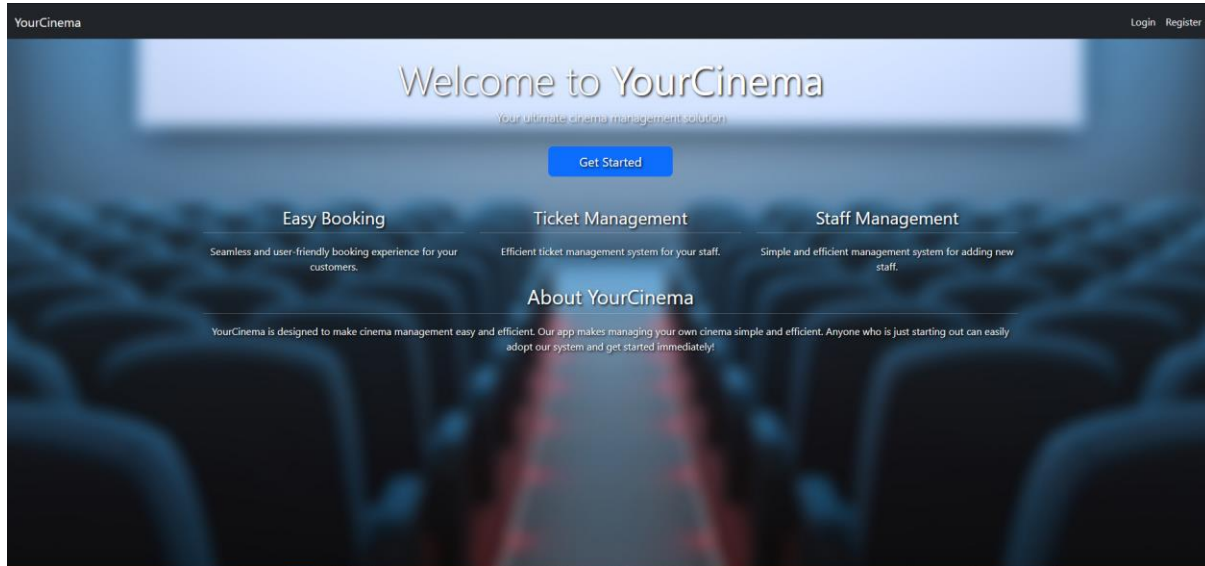 YourCinema
Login Register
Welcome to YourCinema
Your ultimate cinema management solution
Get Started
Easy Booking
Seamless and user-friendly booking experience for your
customers.
Ticket Management
Efficient ticket management system for your staff.
Staff Management
Simple and efficient management system for adding new
staff.
About YourCinema
YourCinema is designed to make cinema management easy and efficient. Our app makes managing your own cinema simple and efficient. Anyone who is just starting out can easily
adopt our system and get started immediately!